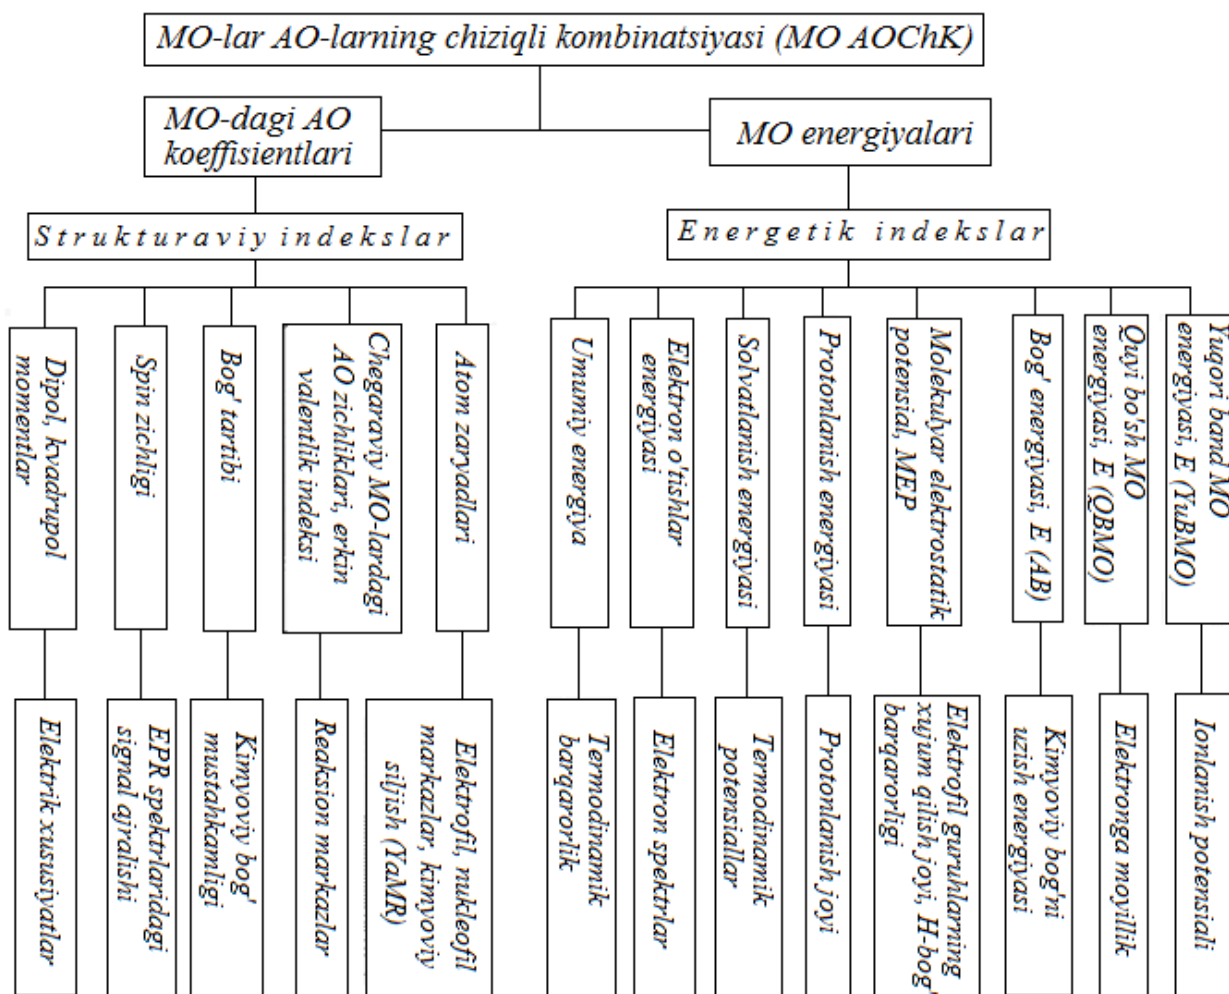 MO-lar AO-larning chiziqli kombinatsiyasi (MO AOChK)
MO-dagi AO
koeffisientlari
MO energiyalari
Strukturaviy indekslar
Energetik indekslar
Dipol, kvadrupol
momentlar
Spin zichligi
Bog' tartibi
Chegaraviy MO-lardagi
AO zichliklari, erkin
valentlik indeksi
Atom zaryadlari
Umumiy energiya
Elektron o'tishlar
energiyasi
Solvatlamish energiyasi
Protonlamish energiyasi
Molekulyar elektrostatik
potensial, MEP
Bog' energiyasi, E (AB)
Quyi bo'sh MO
energiyasi, E (QBMO)
Yuqori band MO
energiyasi, E (YuBMO)
Elektrik xususiyatlar
EPR spektrlaridagi
signal ajralishi
Kimyoviy bog'
mustahkamligi
Reaksion markazlar
Elektrofil, nukleofil
markazlar, kimyoviy
siljish (YaMR)
Termodinamik
barqarorlik
Elektron spektrlar
Termodinamik
potensiallar
Protonlanish joyi
Elektrofil guruhlarning
xujum qilish joyi, H-bog'
barqarorligi
Kimyoviy bog'ni
uzish energiyasi
Elektronga moyillik
Ionlanish potensiali